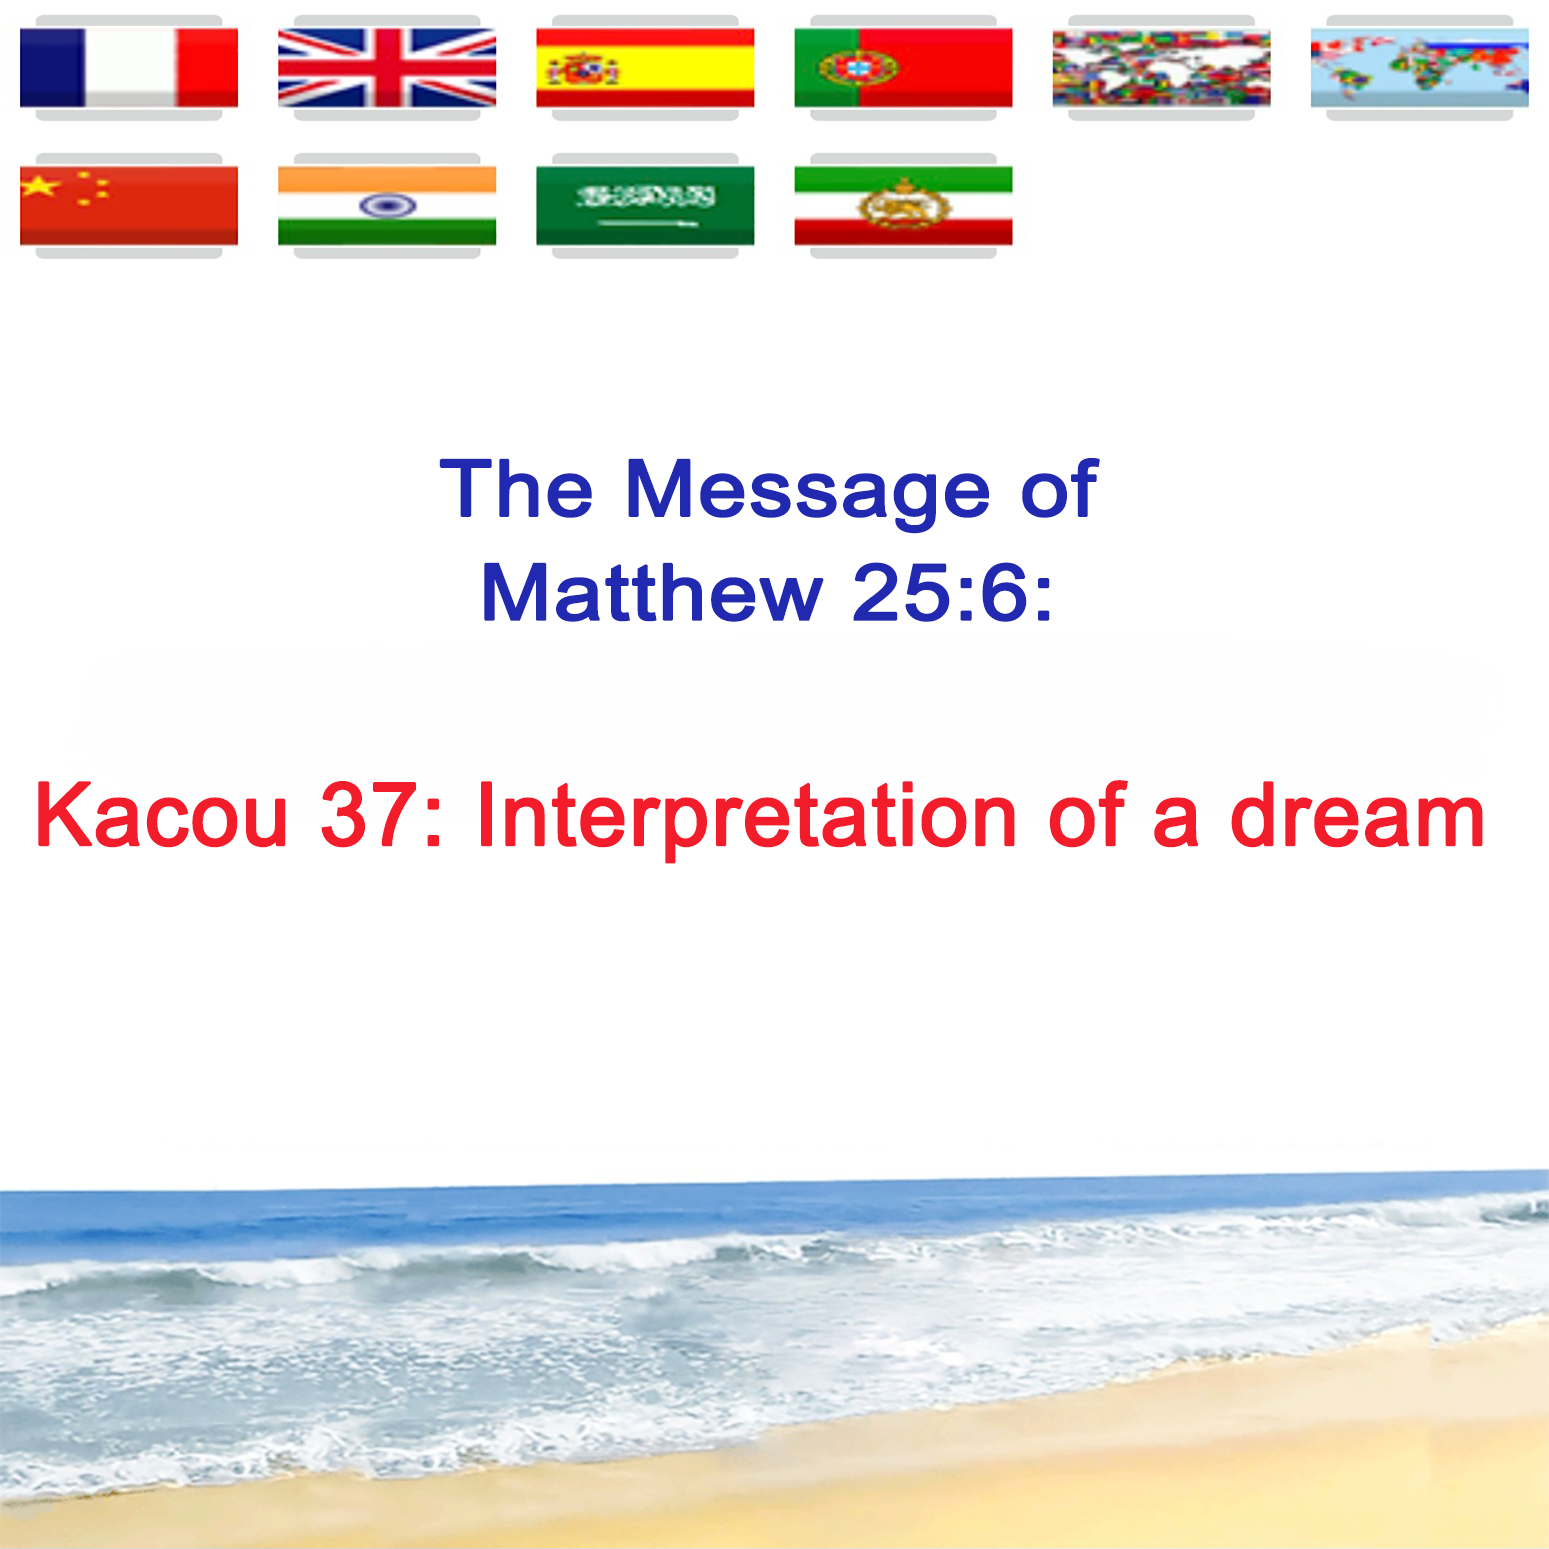 The Message of
Matthew 25:6:
Kacou 37: Interpretation of a dream